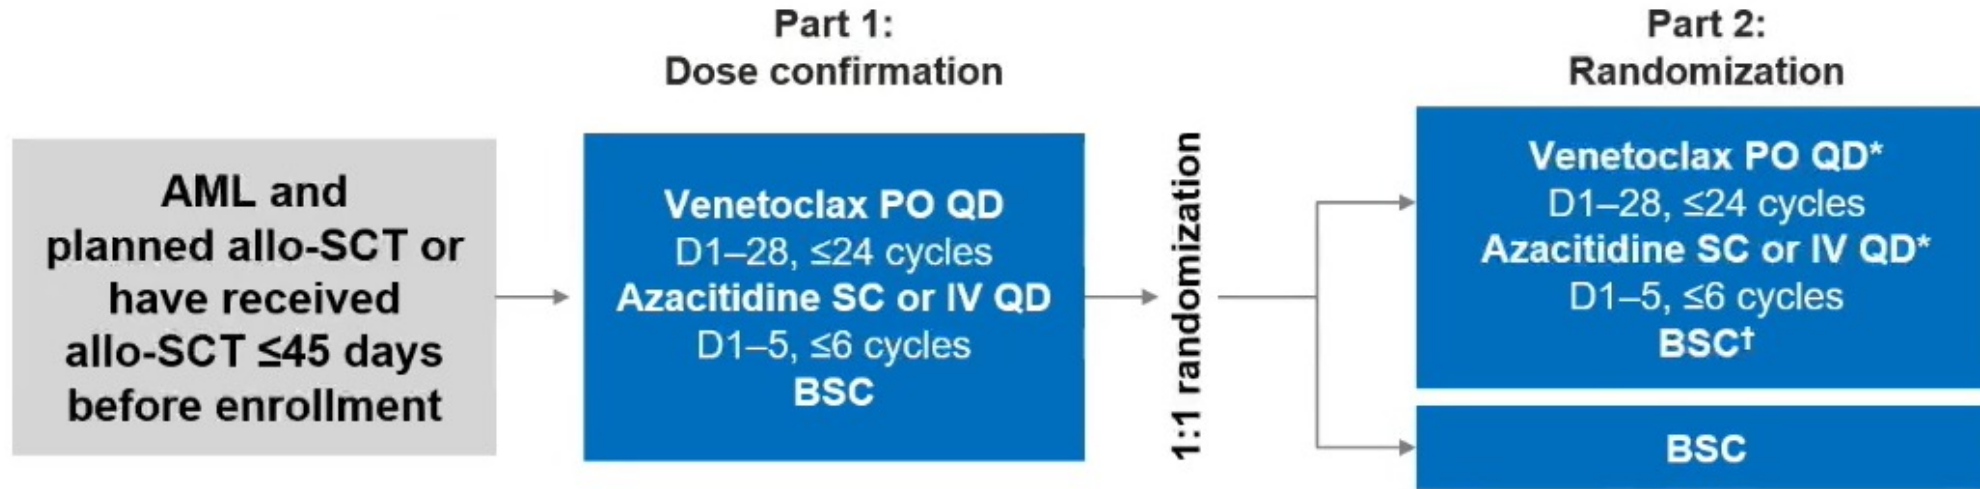 Part 1:
Dose confirmation
Part 2:
Randomization
AML and
planned allo-SCT or
have received
allo-SCT ≤45 days
before enrollment
Venetoclax PO QD
D1–28, ≤24 cycles
Azacitidine SC or IV QD
D1–5, ≤6 cycles
BSC
1:1 randomization
Venetoclax PO QD*
D1–28, ≤24 cycles
Azacitidine SC or IV QD*
D1–5, ≤6 cycles
BSC†
BSC